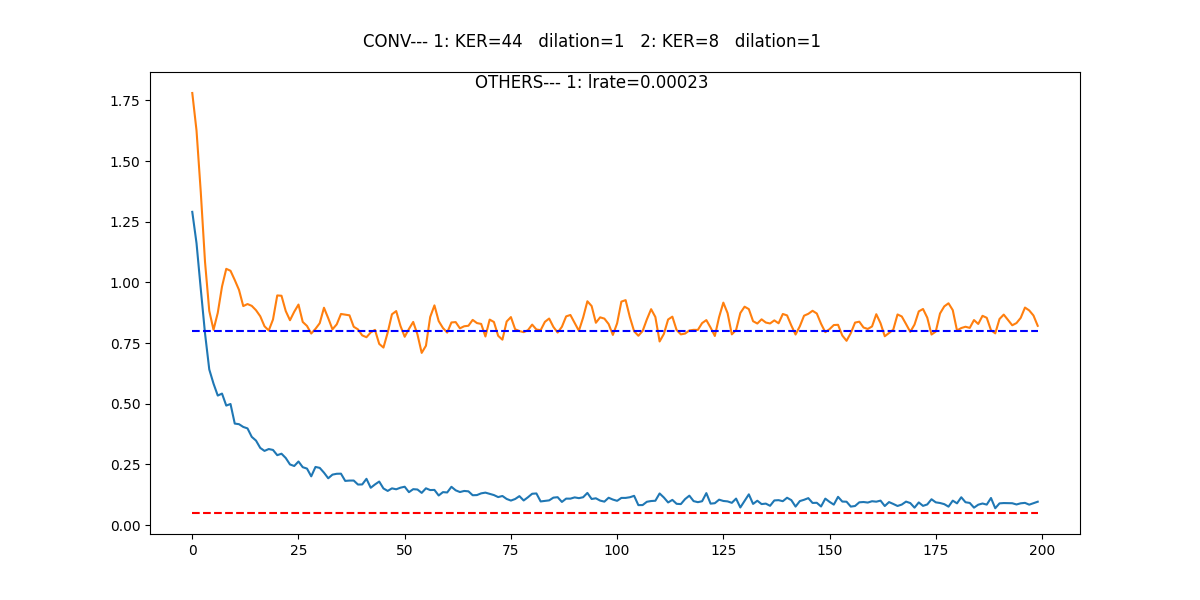 CONV--- 1: KER=44   dilation=1   2: KER=8   dilation=1
OTHERS--- 1: lrate=0.00023
1.75
1.50
1.25
1.00
0.75
0.50
0.25
0.00
0 25 50 75 100 125 150 175 200